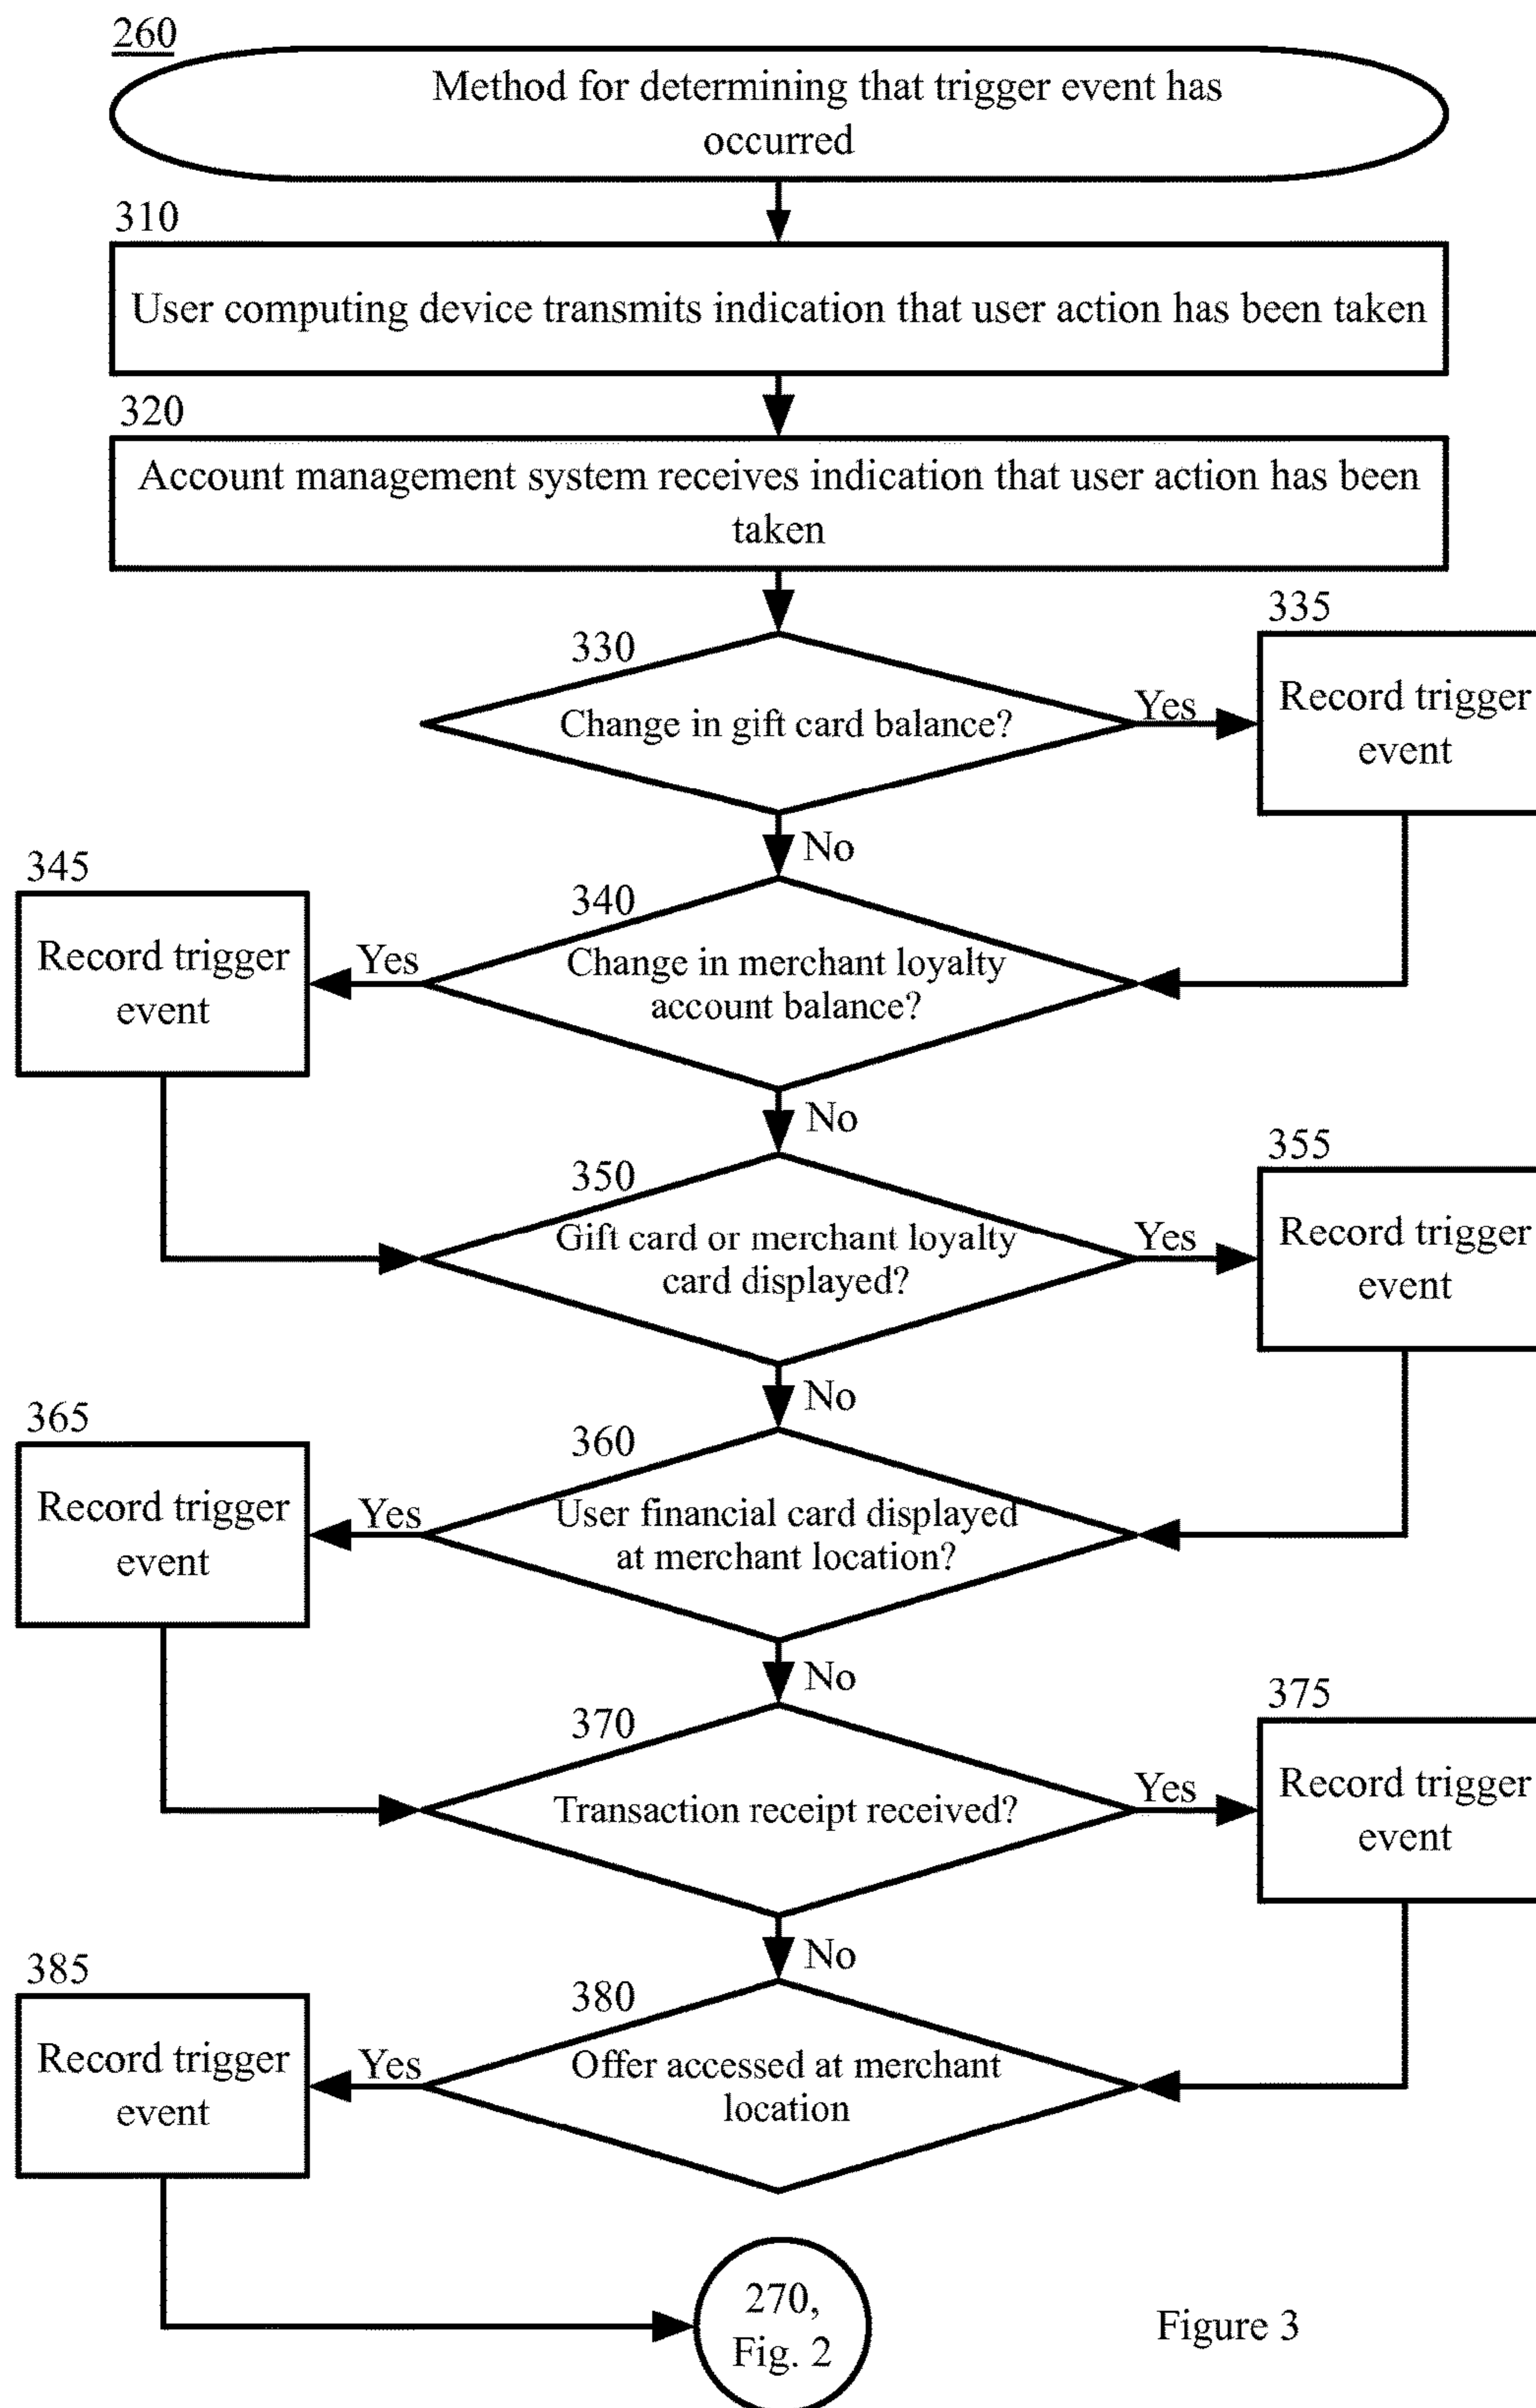 260
Method for determining that trigger event has
occurred
310
User computing device transmits indication that user action has been taken
320
Account management system receives indication that user action has been
taken
330
Change in gift card balance?
Yes
335
Record trigger
event
No
340
Change in merchant loyalty
account balance?
Yes
345
Record trigger
event
No
350
Gift card or merchant loyalty
card displayed?
Yes
355
Record trigger
event
No
360
User financial card displayed
at merchant location?
Yes
365
Record trigger
event
No
370
Transaction receipt received?
Yes
375
Record trigger
event
No
380
Offer accessed at merchant
location
Yes
385
Record trigger
event
270,
Fig. 2
Figure 3